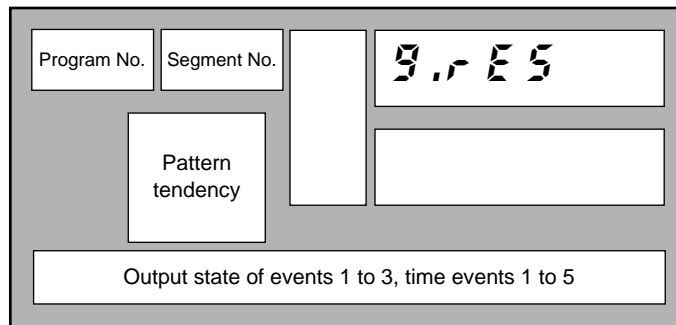 Program No.
Segment No.
g.rES
Pattern
tendency
Output state of events 1 to 3, time events 1 to 5